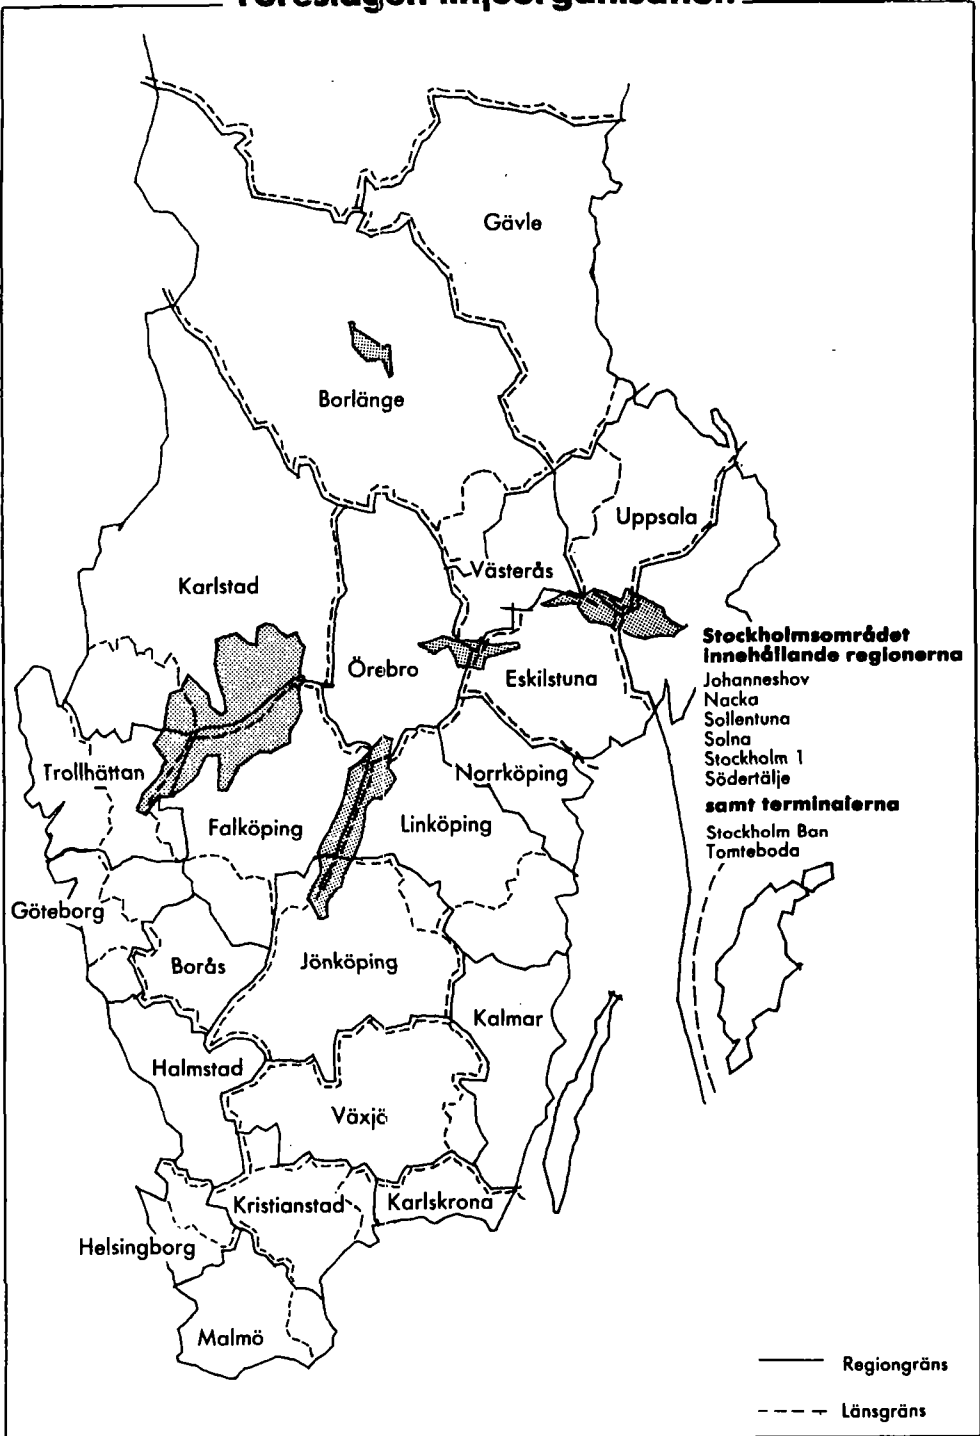 Föreslagen linjeorganisation
Gävle
Borlänge
Uppsala
Västerås
Karlstad
Stockholmsområdet
innehållande regionerna
Johanneshov
Nacka
Sollentuna
Solna
Stockholm 1
Södertälje
samt terminalerna
Stockholm Ban
Tomteboda
Örebro
Eskilstuna
Trollhättan
Norrköping
Falköping
Linköping
Göteborg
Borås
Jönköping
Kalmar
Halmstad
Växjö
Kristianstad
Karlskrona
Helsingborg
Malmö
Regiongräns
Länsgräns